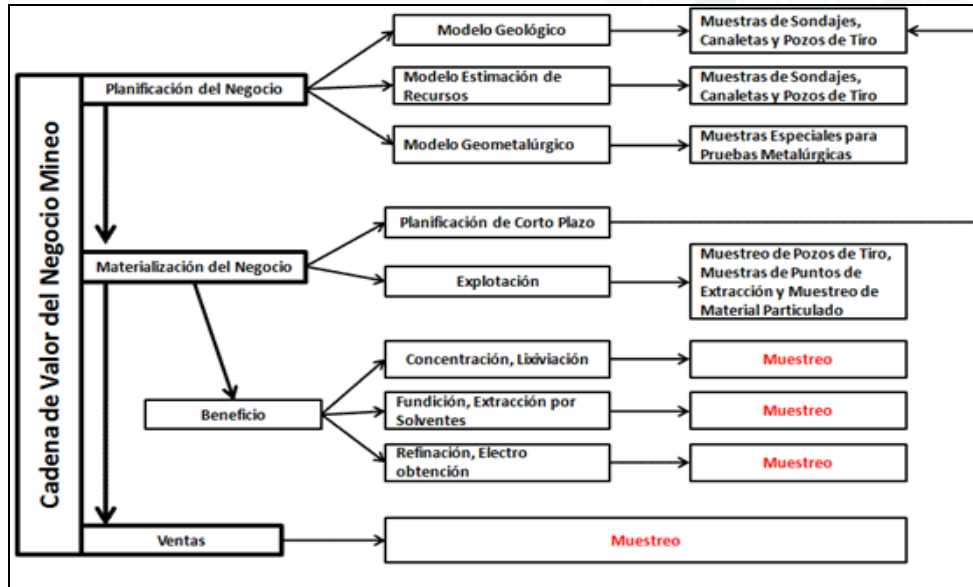 Cadena de Valor del Negocio Mineo
Planificación del Negocio
Modelo Geológico
Muestras de Sondajes,
Canaletas y Pozos de Tiro
Modelo Estimación de
Recursos
Muestras de Sondajes,
Canaletas y Pozos de Tiro
Modelo Geometalúrgico
Muestras Especiales para
Pruebas Metalúrgicas
Materialización del Negocio
Planificación de Corto Plazo
Explotación
Muestreo de Pozos de Tiro,
Muestras de Puntos de
Extracción y Muestreo de
Material Particulado
Beneficio
Concentración, Lixiviación
Muestreo
Fundición, Extracción por
Solventes
Muestreo
Refinación, Electro
obtención
Muestreo
Ventas
Muestreo